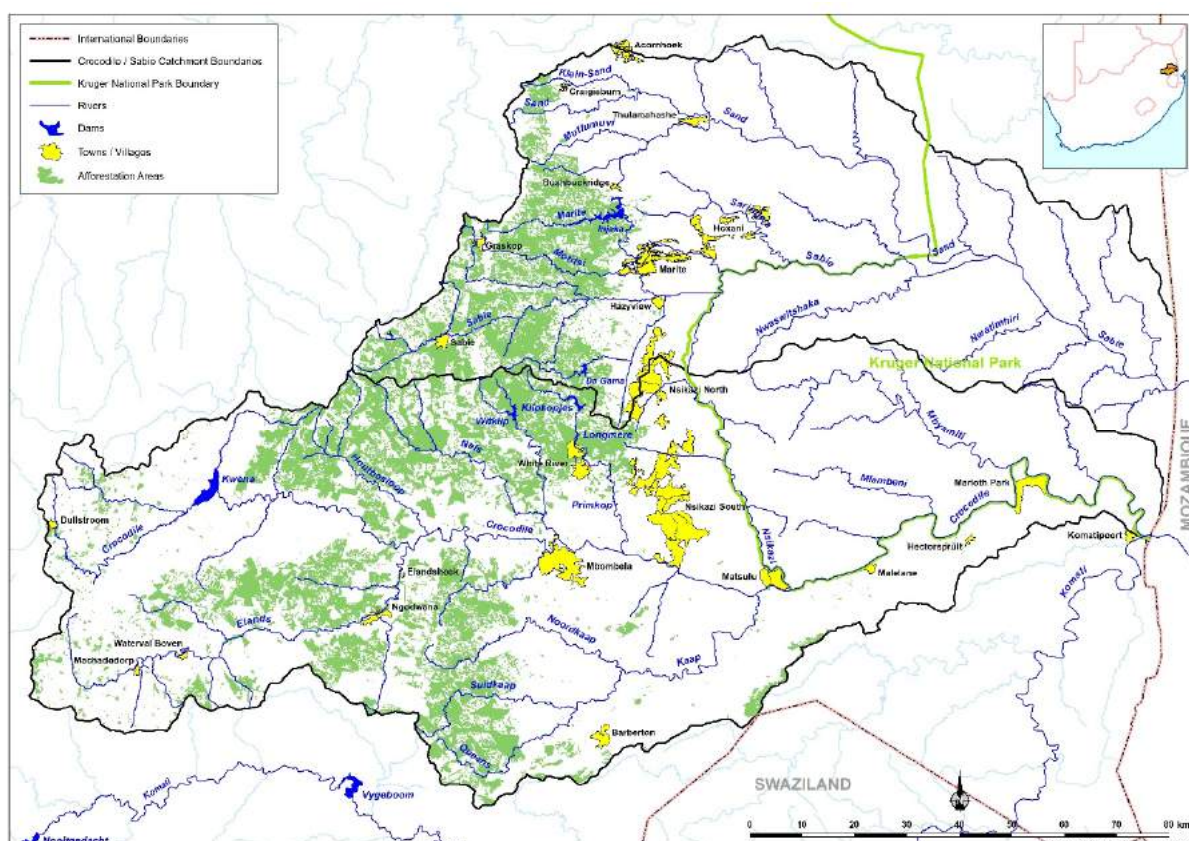 International Boundaries
Crocodile / Sabie Catchment Boundaries
Kruger National Park Boundary
Rivers
Dams
Towns / Villages
Afforestation Areas
Acornhoek
Klein-Sand
Craigieburn
Sand
Thulamahashe
Sand
Mutlumuvi
Bushbuckridge
Marite
Injaka
Hoxani
Graskop
Sabie
Sand
Marite
Hazyview
Nwaswitshaka
Nwatimhiri
Sabie
Sabie
Sabie
Kruger National Park
Da Gama
Nsikazi North
Klipkopjes
Witklip
Longmere
Mbyamiti
Nels
Houtbosloop
White River
Kwena
Mlambeni
Marloth Park
Primkop
Nsikazi South
Dullstroom
Crocodile
Crocodile
Crocodile
MOZAMBIQUE
Hectorspruit
Komatipoort
Mbombela
Nsikazi
Matsulu
Malelane
Elandshoek
Komati
Ngodwana
Elands
Noordkaap
Waterval Boven
Machadodorp
Kaap
Suidkaap
Barberton
Queens
SWAZILAND
Komati
Vygeboom
Nooitgedacht
0 10 20 30 40 50 60 70 80 km